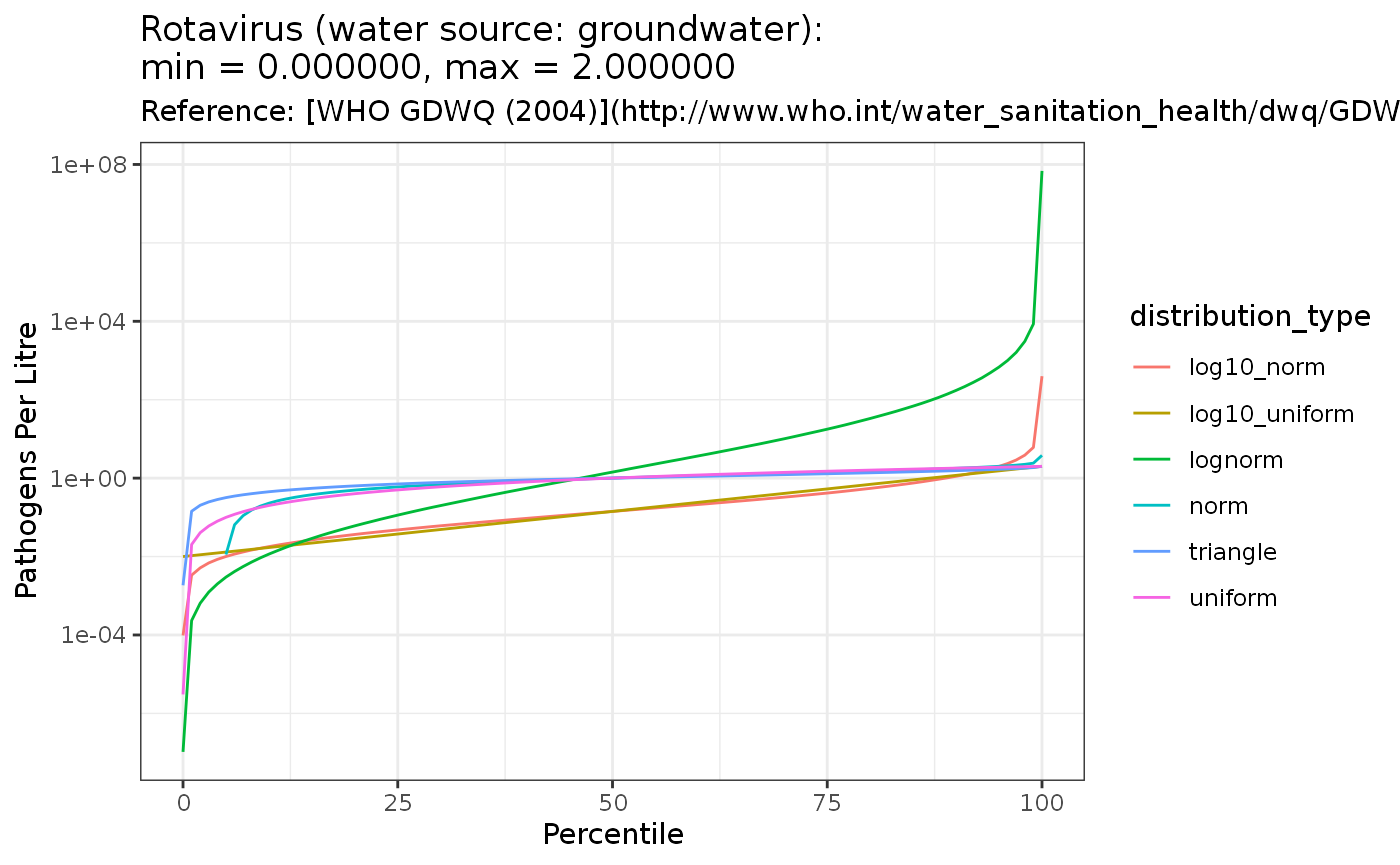 Rotavirus (water source: groundwater):
min = 0.000000, max = 2.000000
Reference: [WHO GDWQ (2004)](http://www.who.int/water_sanitation_health/dwq/GDW
1e+08
1e+04
1e+00
1e-04
Pathogens Per Litre
0 25 50 75 100
Percentile
distribution_type
log10_norm
log10_uniform
lognorm
norm
triangle
uniform